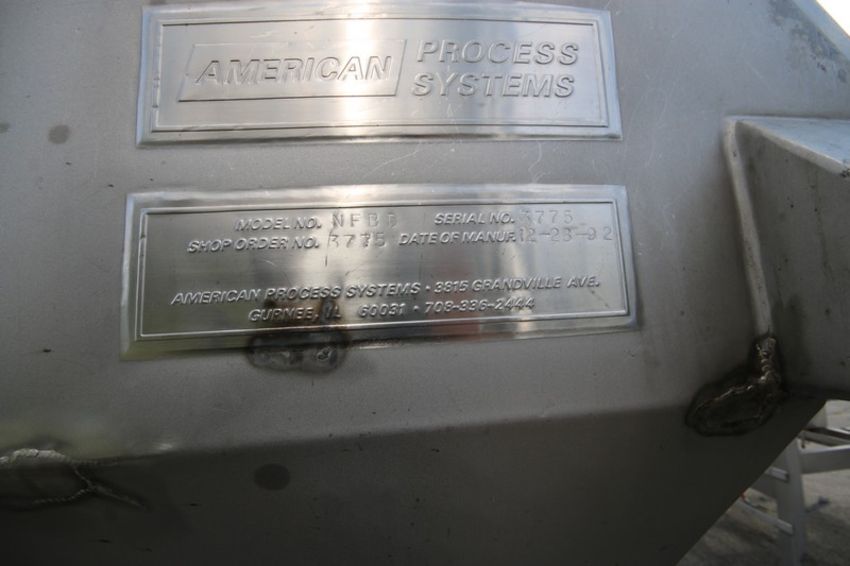 AMERICAN PROCESS
SYSTEMS
MODEL NO. SERIAL NO. 3775
SHOP ORDER NO. 3775 DATE OF MANUF. 12-23-92
AMERICAN PROCESS SYSTEMS • 3815 GRANDVILLE AVE.
GURNEE, IL 60031 • 708-336-2444